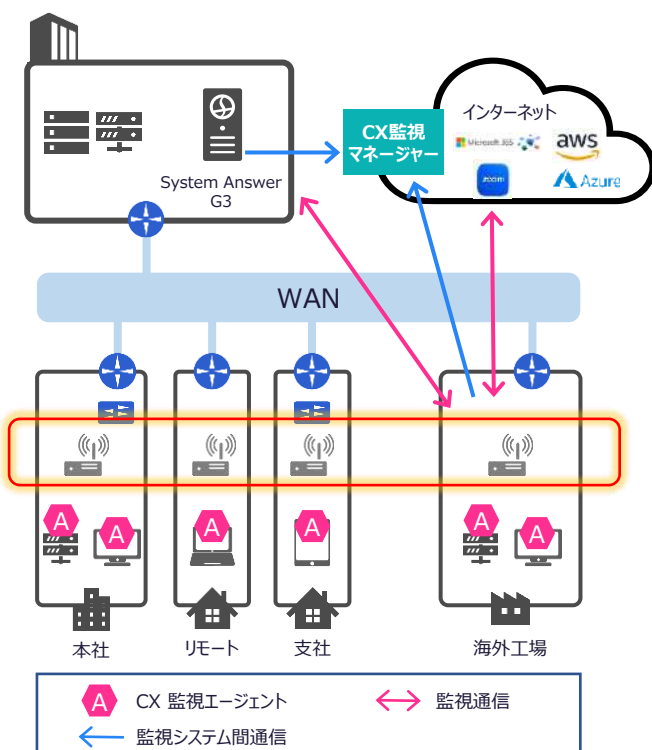 インターネット
Microsoft 365
aws
zoom
Azure
CX監視
マネージャー
System Answer
G3
WAN
A
A
A
A
A
A
本社
リモート
支社
海外工場
A CX 監視エージェント
監視通信
監視システム間通信